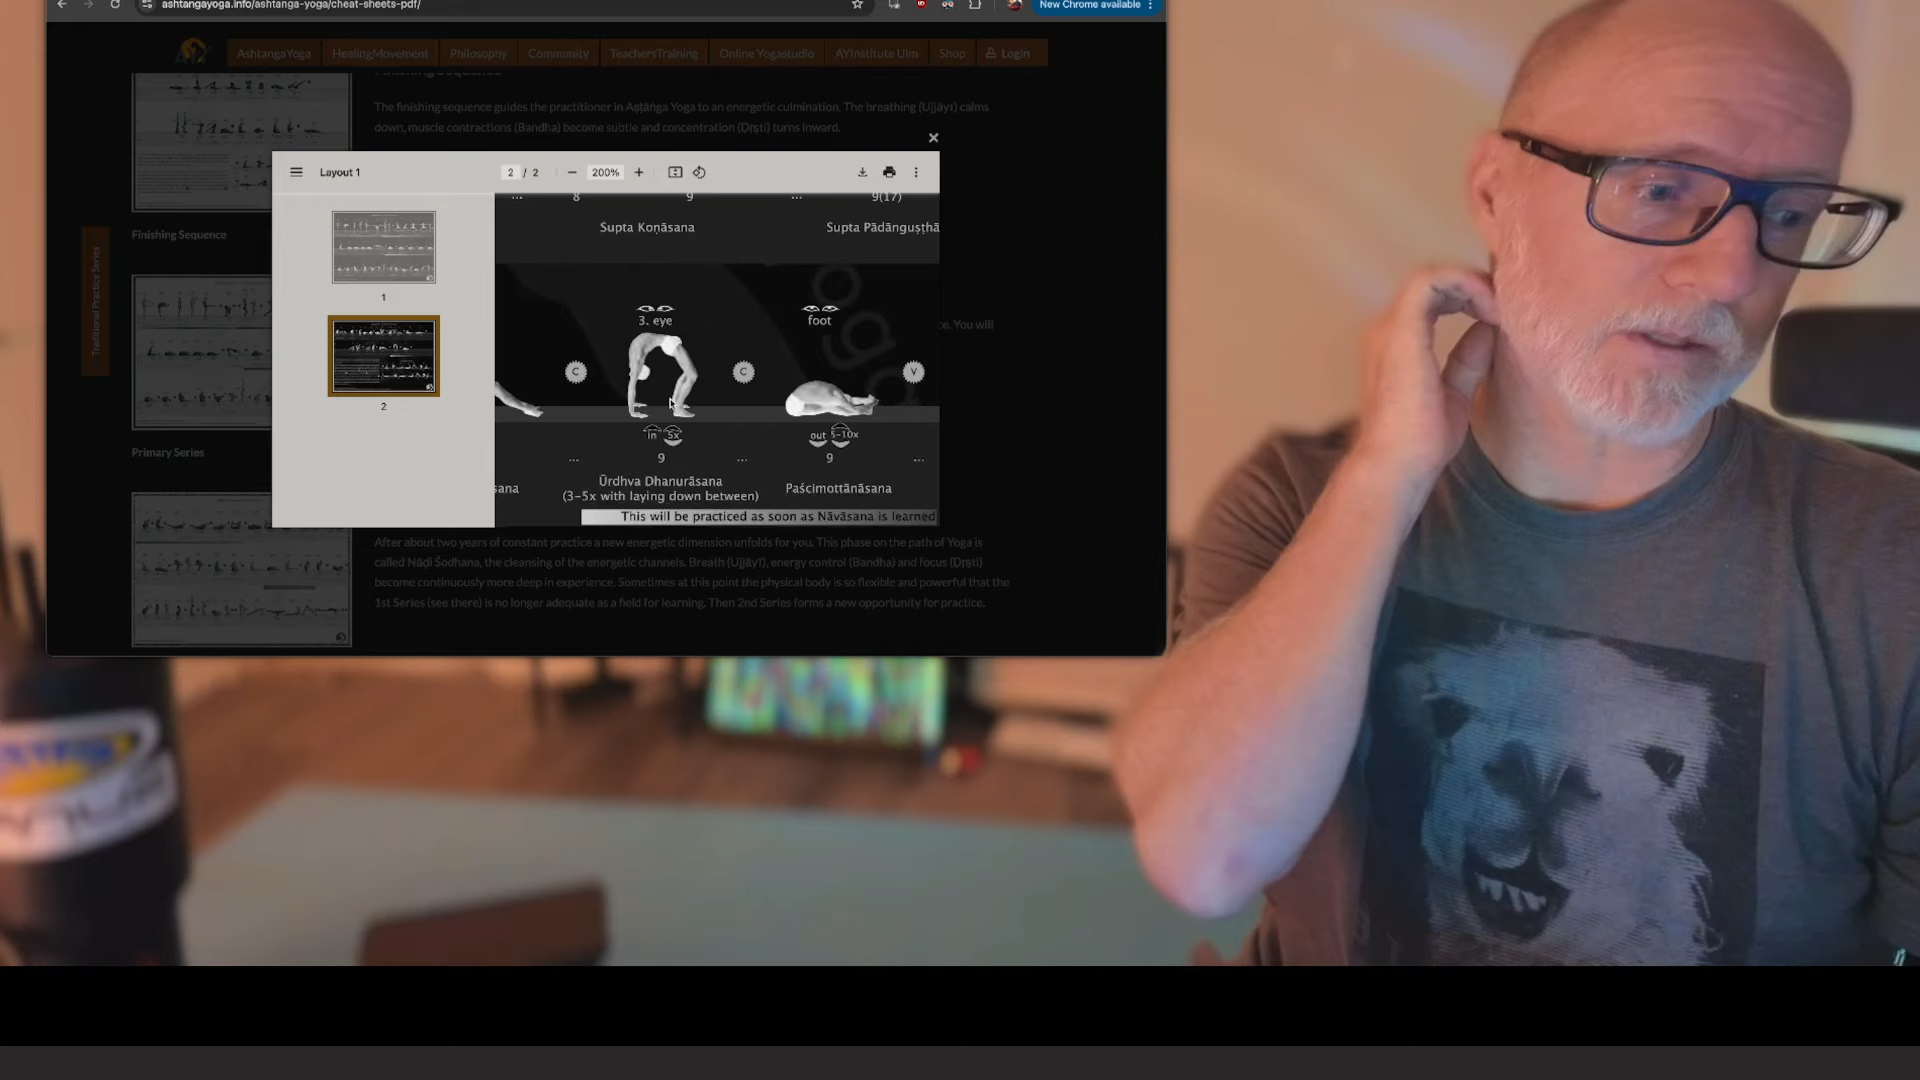 ashtangayoga.info/ashtanga-yoga/cheat-sheets-pdf/
New Chrome available
AshtangaYoga
HealingMovement
Philosophy
Community
TeachersTraining
Online Yogastudio
AYInstitute Ulm
Shop
Login
Finishing Sequence
The finishing sequence guides the practitioner in Aṣṭāṅga Yoga to an energetic culmination. The breathing (Ujjāyī) calms
down, muscle contractions (Bandha) become subtle and concentration (Dṛṣṭi) turns inward.
Layout 1
2 / 2
200%
... 8 9 ... 9(17)
Supta Koṇāsana
Supta Pādāṅguṣṭhā
Finishing Sequence
Traditional Practice Series
1
3. eye
foot
oga
e. You will
C
C
V
2
in 5x
out 5-10x
... 9 ... 9 ...
sana
Ūrdhva Dhanurāsana
(3-5x with laying down between)
Paścimottānāsana
This will be practiced as soon as Nāvāsana is learned
Primary Series
After about two years of constant practice a new energetic dimension unfolds for you. This phase on the path of Yoga is
called Nāḍī Śodhana, the cleansing of the energetic channels. Breath (Ujjāyī), energy control (Bandha) and focus (Dṛṣṭi)
become continuously more deep in experience. Sometimes at this point the physical body is so flexible and powerful that the
1st Series (see there) is no longer adequate as a field for learning. Then 2nd Series forms a new opportunity for practice.